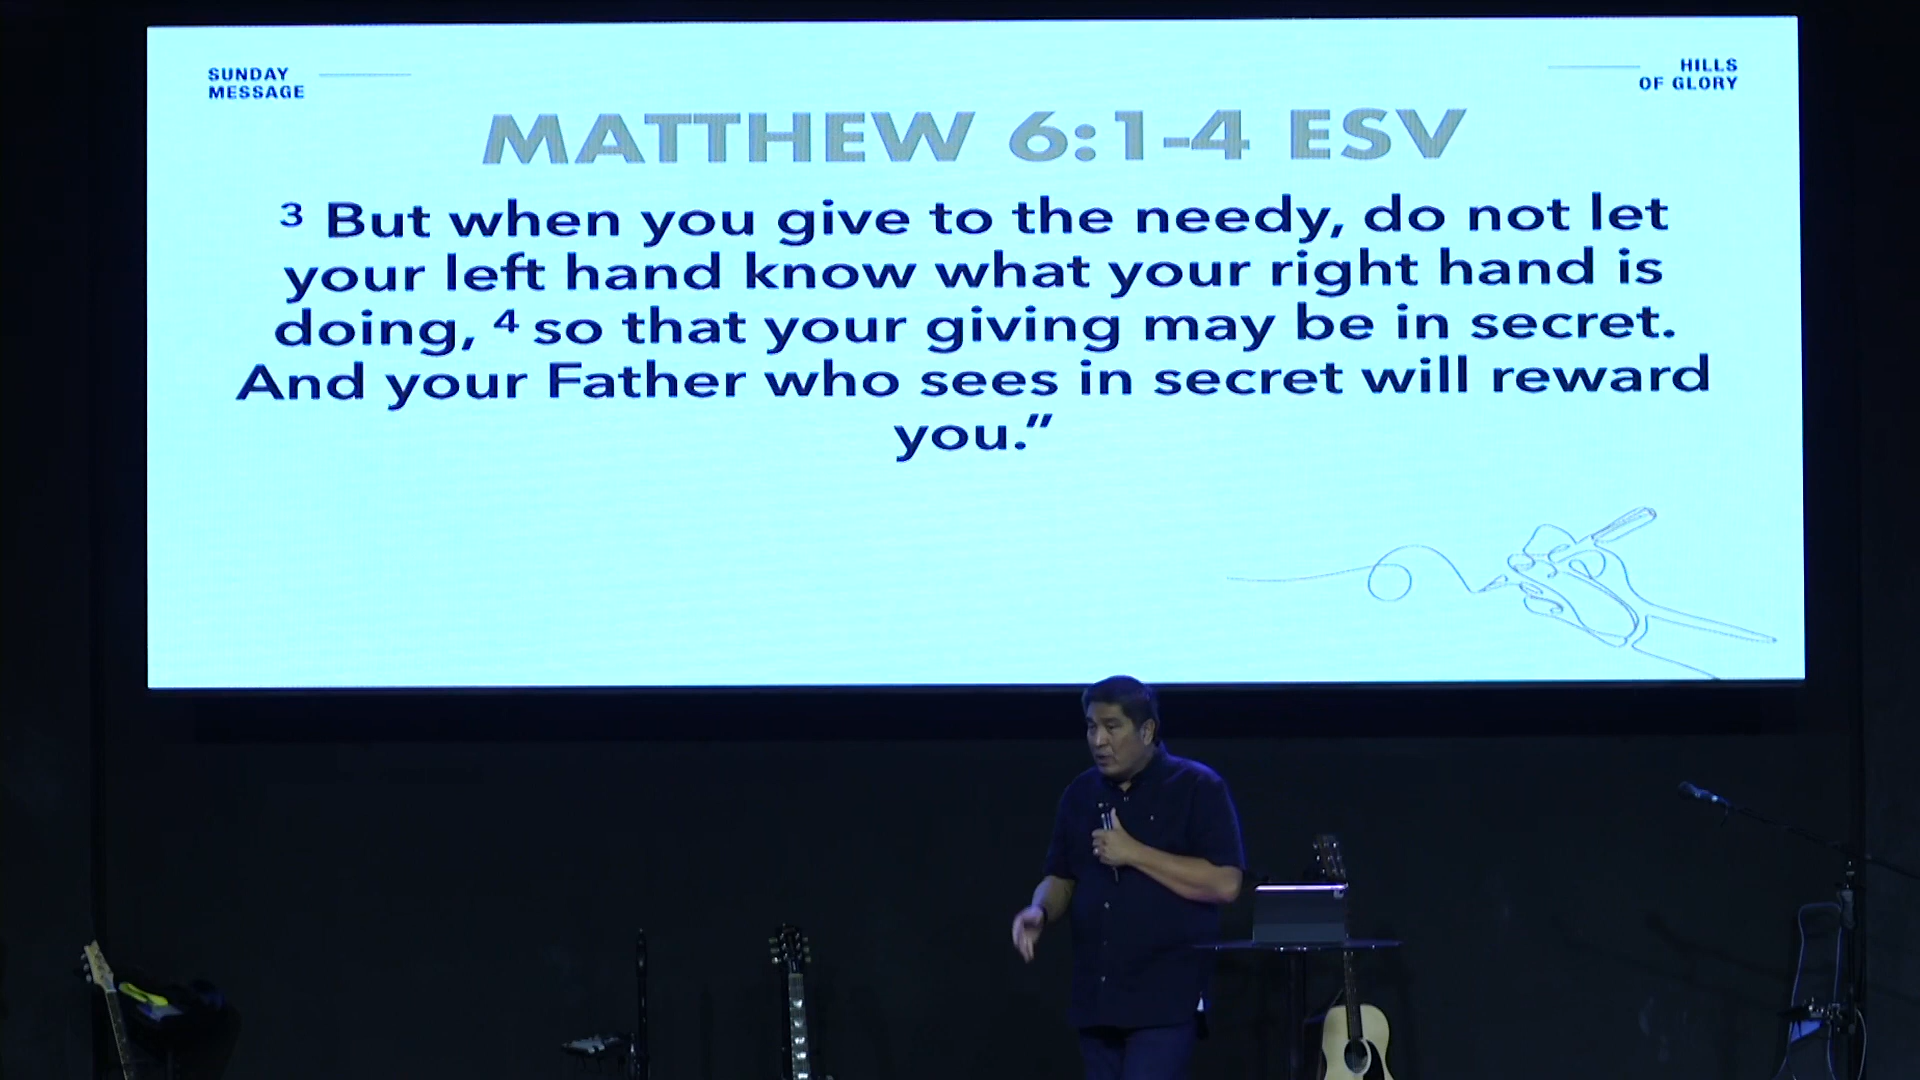 SUNDAY
MESSAGE
HILLS
OF GLORY
MATTHEW 6:1-4 ESV
³ But when you give to the needy, do not let
your left hand know what your right hand is
doing, ⁴ so that your giving may be in secret.
And your Father who sees in secret will reward
you.”